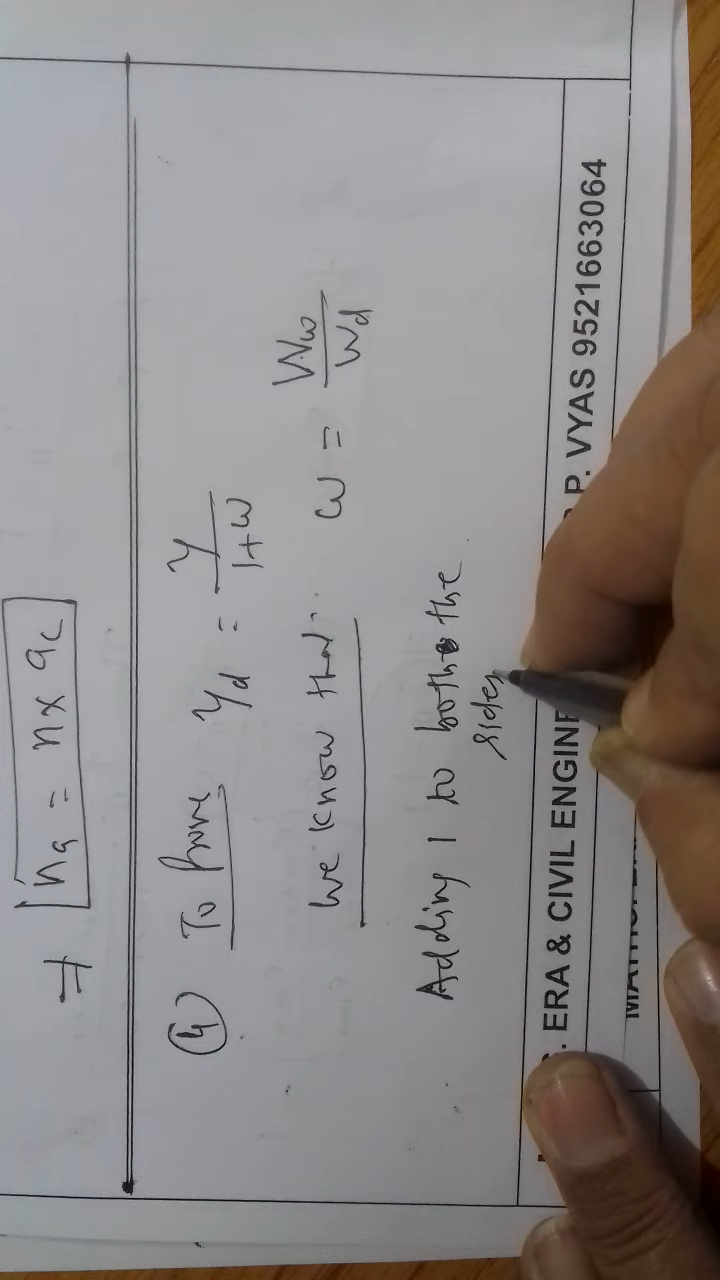 ⇒ na = n x ac
④ To Prove γd = γ / 1+ω
we know that ω = Ww / Wd
Adding 1 to both the
sides
. ERA & CIVIL ENGINE P. VYAS 9521663064